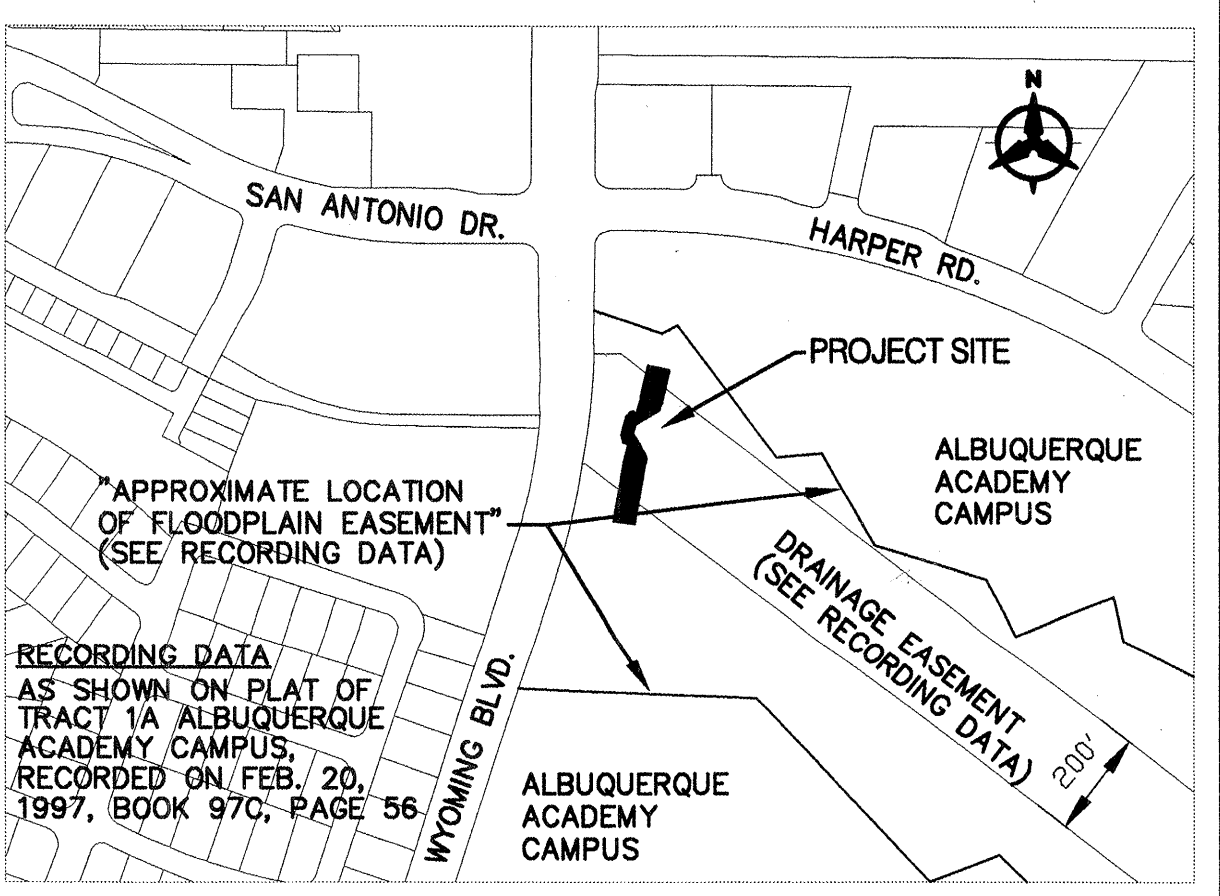 N
SAN ANTONIO DR.
HARPER RD.
PROJECT SITE
ALBUQUERQUE
ACADEMY
CAMPUS
"APPROXIMATE LOCATION
OF FLOODPLAIN EASEMENT"
(SEE RECORDING DATA)
DRAINAGE EASEMENT
(SEE RECORDING DATA)
200'
RECORDING DATA
AS SHOWN ON PLAT OF
TRACT 1A ALBUQUERQUE
ACADEMY CAMPUS,
RECORDED ON FEB. 20,
1997, BOOK 97C, PAGE 56
WYOMING BLVD.
ALBUQUERQUE
ACADEMY
CAMPUS